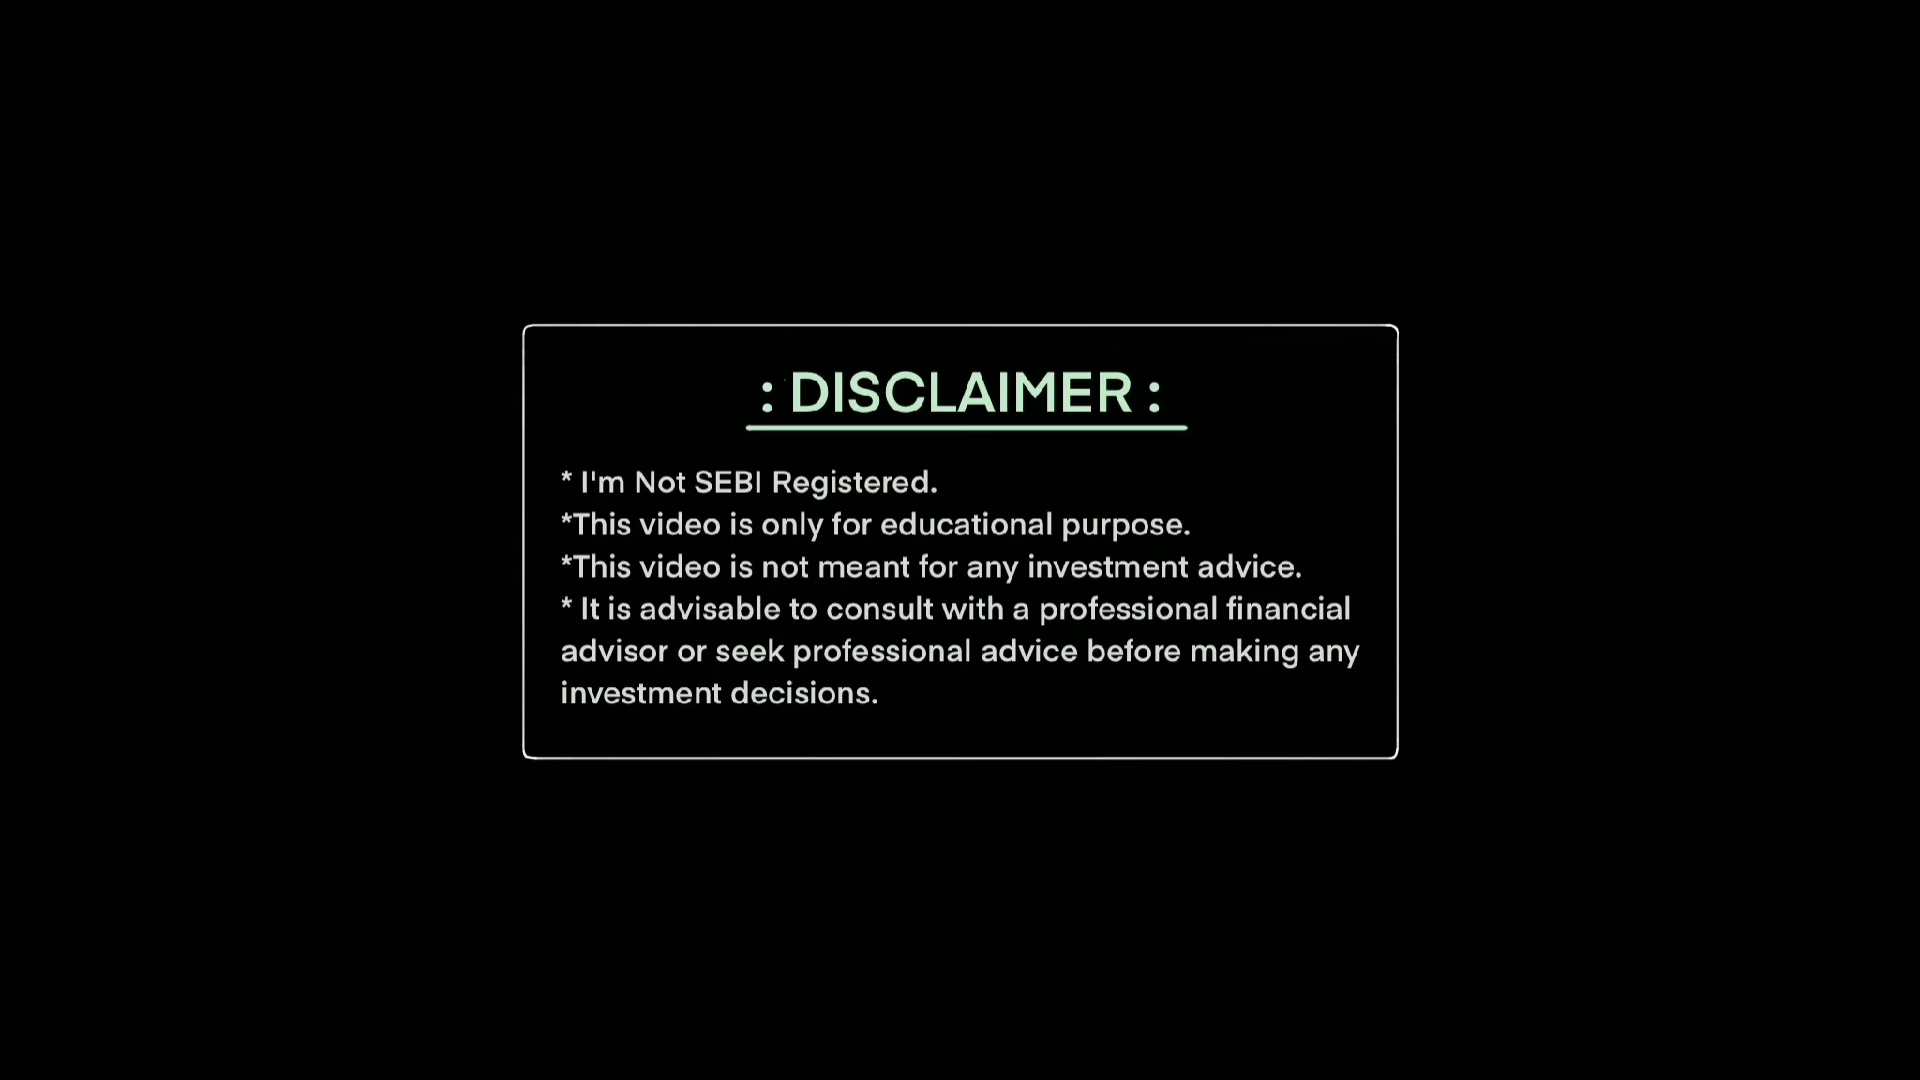 : DISCLAIMER :
* I'm Not SEBI Registered.
*This video is only for educational purpose.
*This video is not meant for any investment advice.
* It is advisable to consult with a professional financial
advisor or seek professional advice before making any
investment decisions.